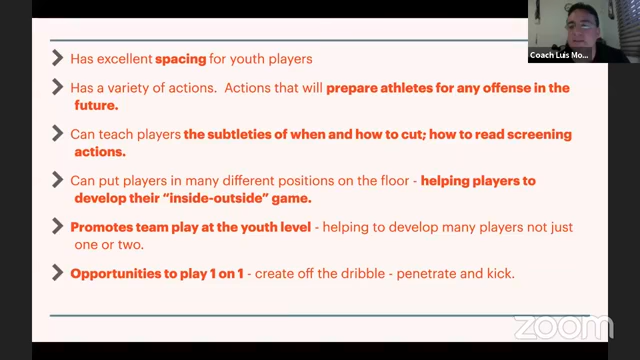 Coach Luis Mo...
Has excellent spacing for youth players
Has a variety of actions.  Actions that will prepare athletes for any offense in the
future.
Can teach players the subtleties of when and how to cut; how to read screening
actions.
Can put players in many different positions on the floor - helping players to
develop their “inside-outside” game.
Promotes team play at the youth level - helping to develop many players not just
one or two.
Opportunities to play 1 on 1 - create off the dribble - penetrate and kick.
zoom